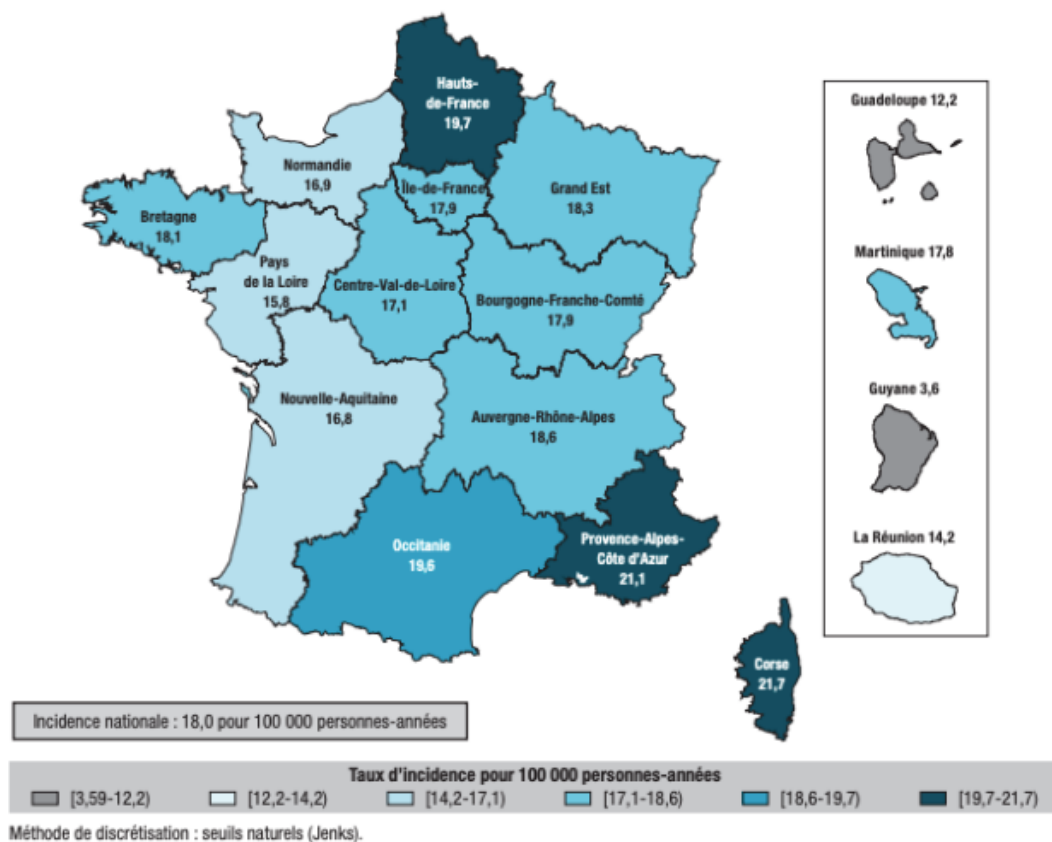 Hauts-
de-France
19,7
Guadeloupe 12,2
Normandie
16,9
Île-de-France
17,9
Grand Est
18,3
Bretagne
18,1
Pays
de la Loire
15,8
Centre-Val-de-Loire
17,1
Bourgogne-Franche-Comté
17,9
Martinique 17,8
Nouvelle-Aquitaine
16,8
Auvergne-Rhône-Alpes
18,6
Guyane 3,6
Occitanie
19,6
Provence-Alpes-
Côte d'Azur
21,1
La Réunion 14,2
Corse
21,7
Incidence nationale : 18,0 pour 100 000 personnes-années
Taux d'incidence pour 100 000 personnes-années
[3,59-12,2) [12,2-14,2) [14,2-17,1) [17,1-18,6) [18,6-19,7) [19,7-21,7)
Méthode de discrétisation : seuils naturels (Jenks).